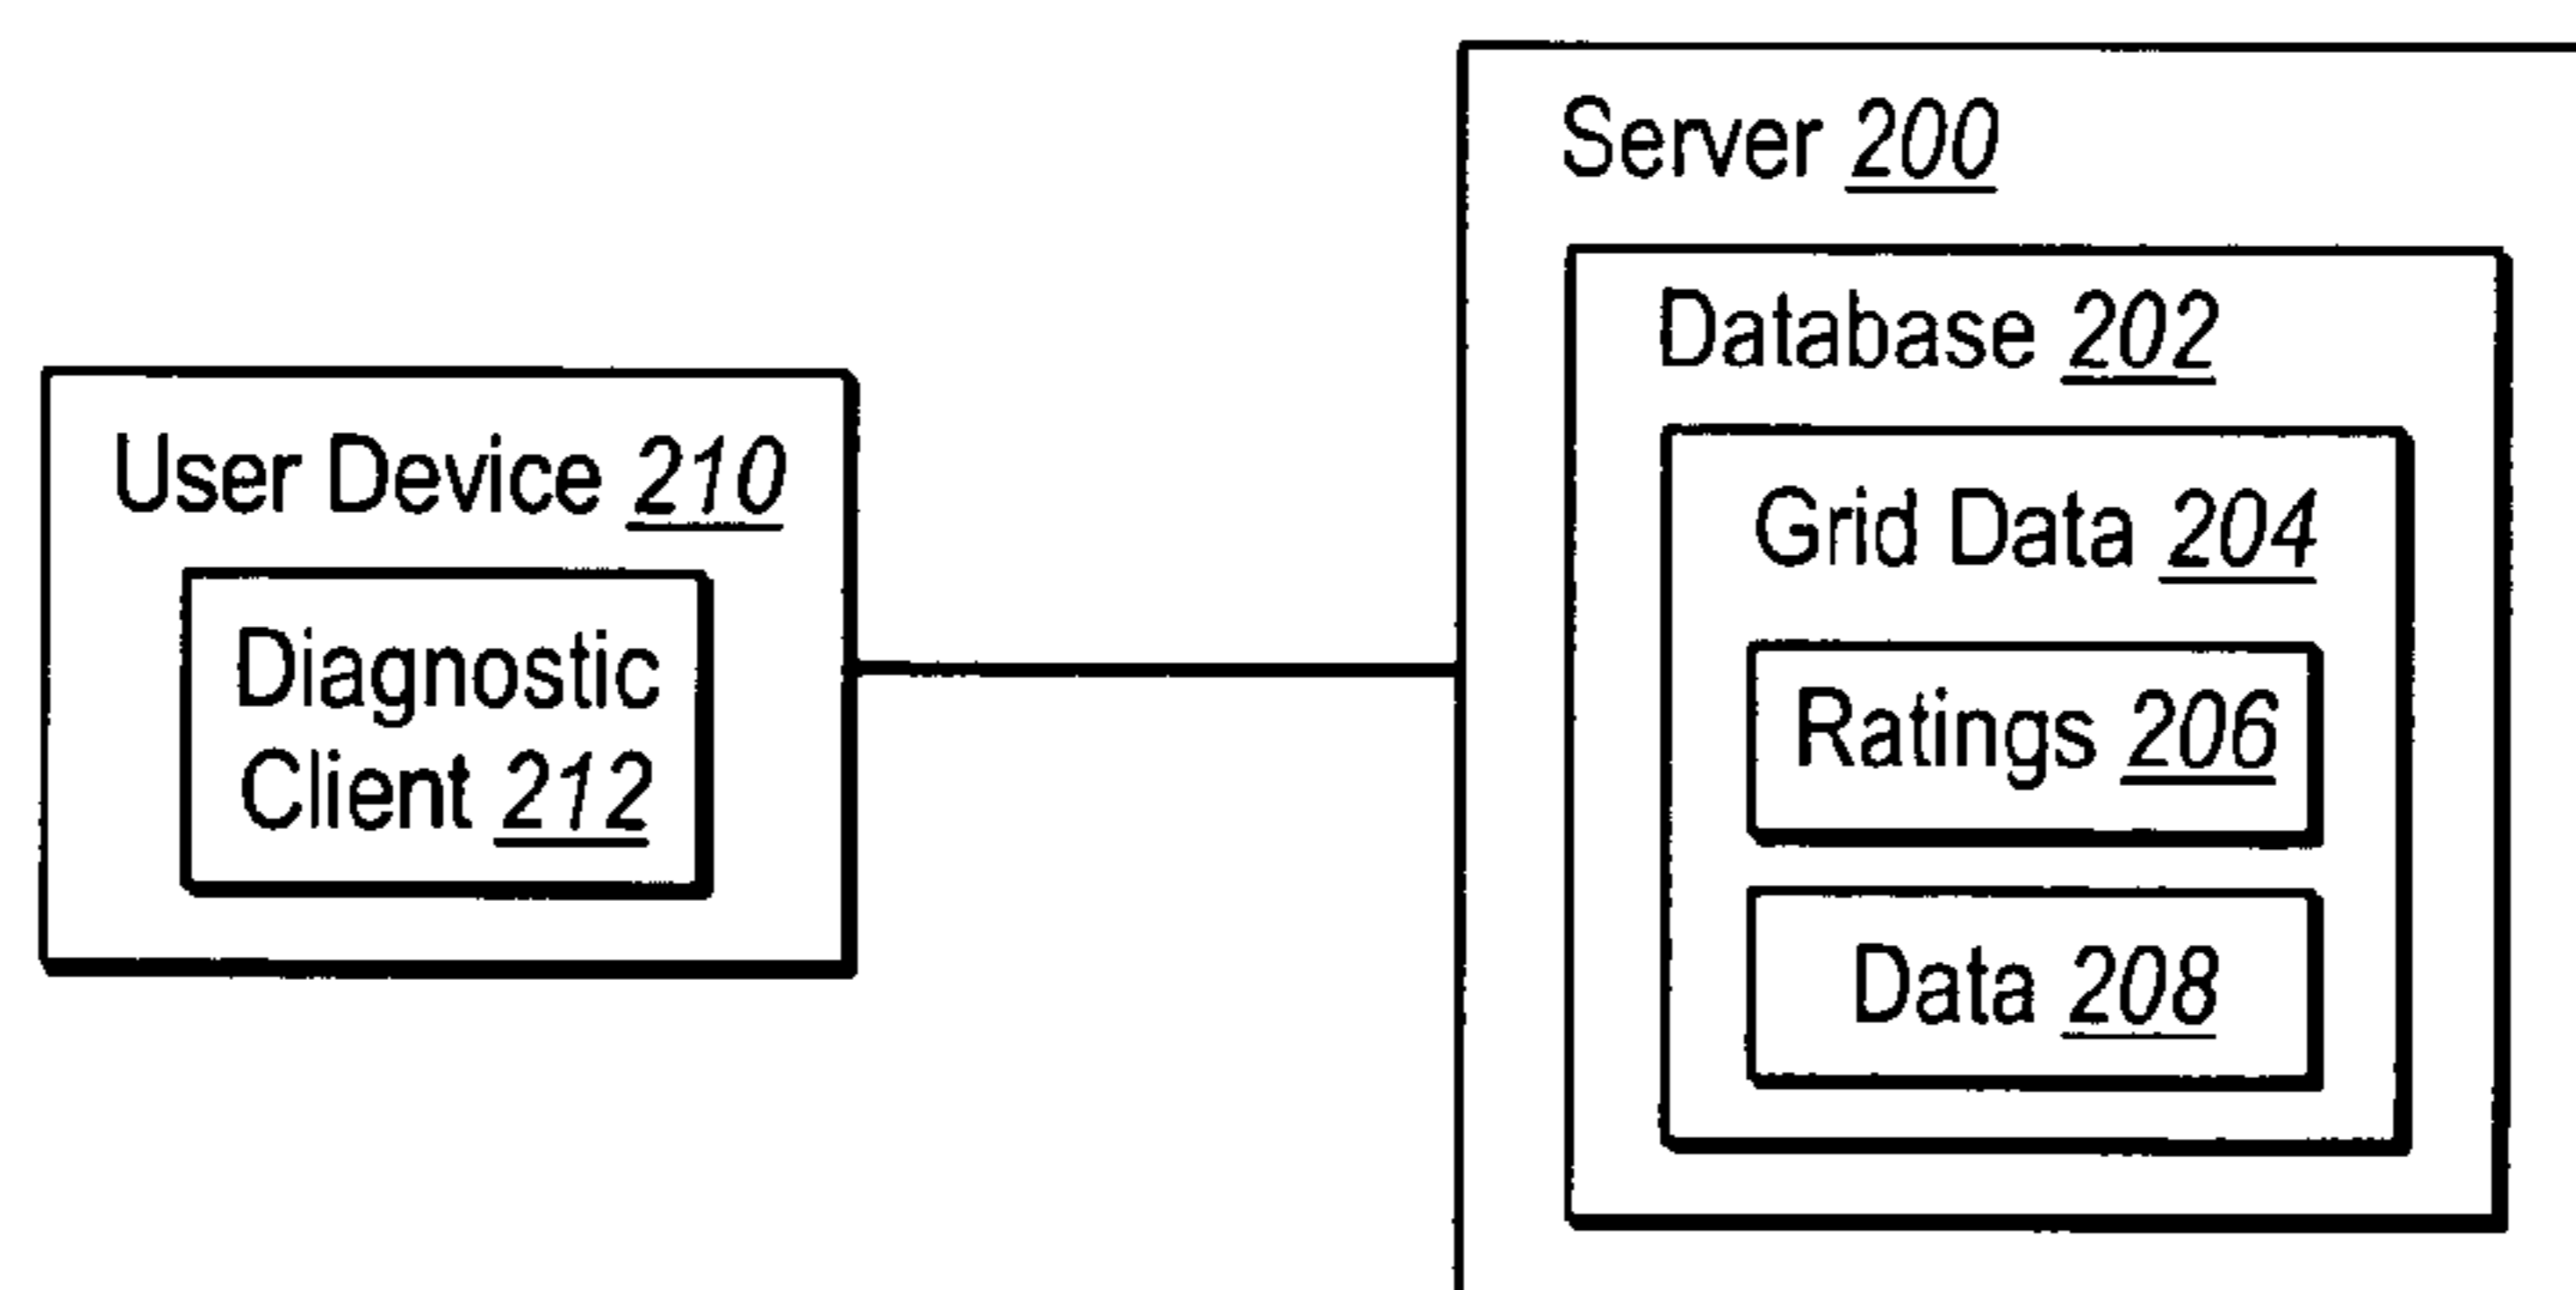 Server 200
Database 202
User Device 210
Grid Data 204
Diagnostic
Client 212
Ratings 206
Data 208